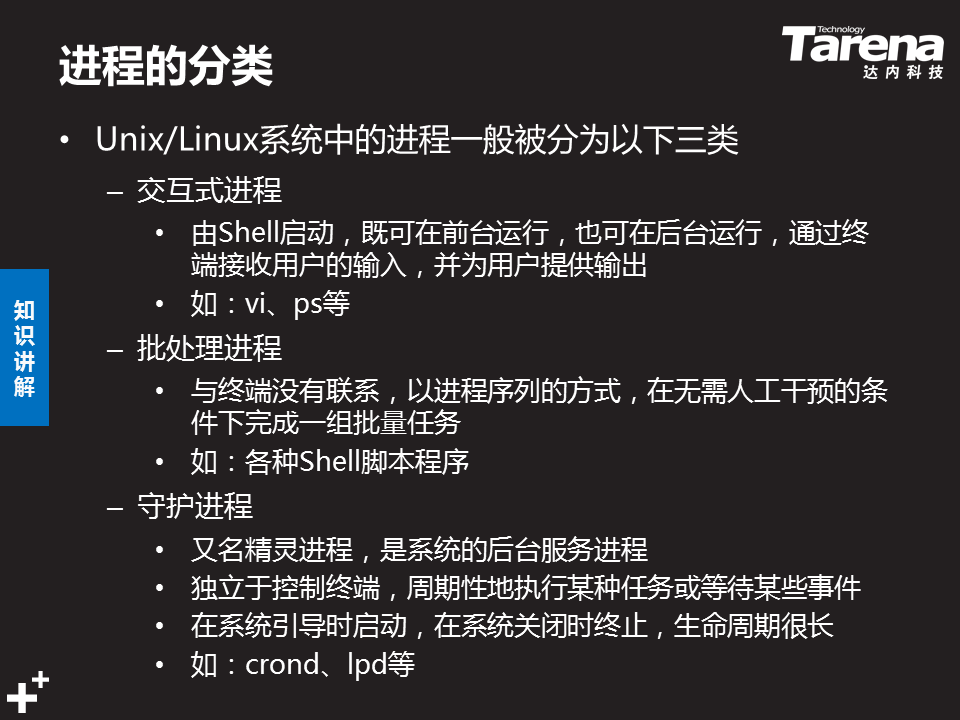 进程的分类
Technology
Tarena
达内科技
• Unix/Linux系统中的进程一般被分为以下三类
– 交互式进程
• 由Shell启动，既可在前台运行，也可在后台运行，通过终
端接收用户的输入，并为用户提供输出
• 如：vi、ps等
– 批处理进程
• 与终端没有联系，以进程序列的方式，在无需人工干预的条
件下完成一组批量任务
• 如：各种Shell脚本程序
– 守护进程
• 又名精灵进程，是系统的后台服务进程
• 独立于控制终端，周期性地执行某种任务或等待某些事件
• 在系统引导时启动，在系统关闭时终止，生命周期很长
• 如：crond、lpd等
知
识
讲
解